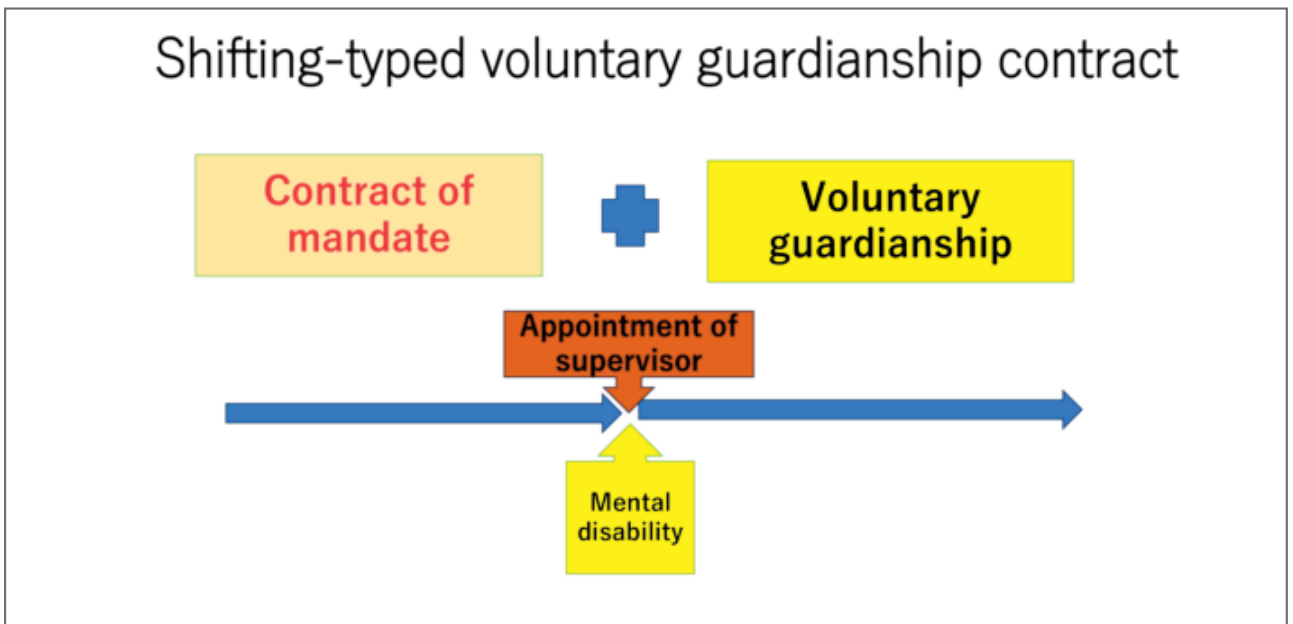 Shifting-typed voluntary guardianship contract
Contract of
mandate
Voluntary
guardianship
Appointment of
supervisor
Mental
disability